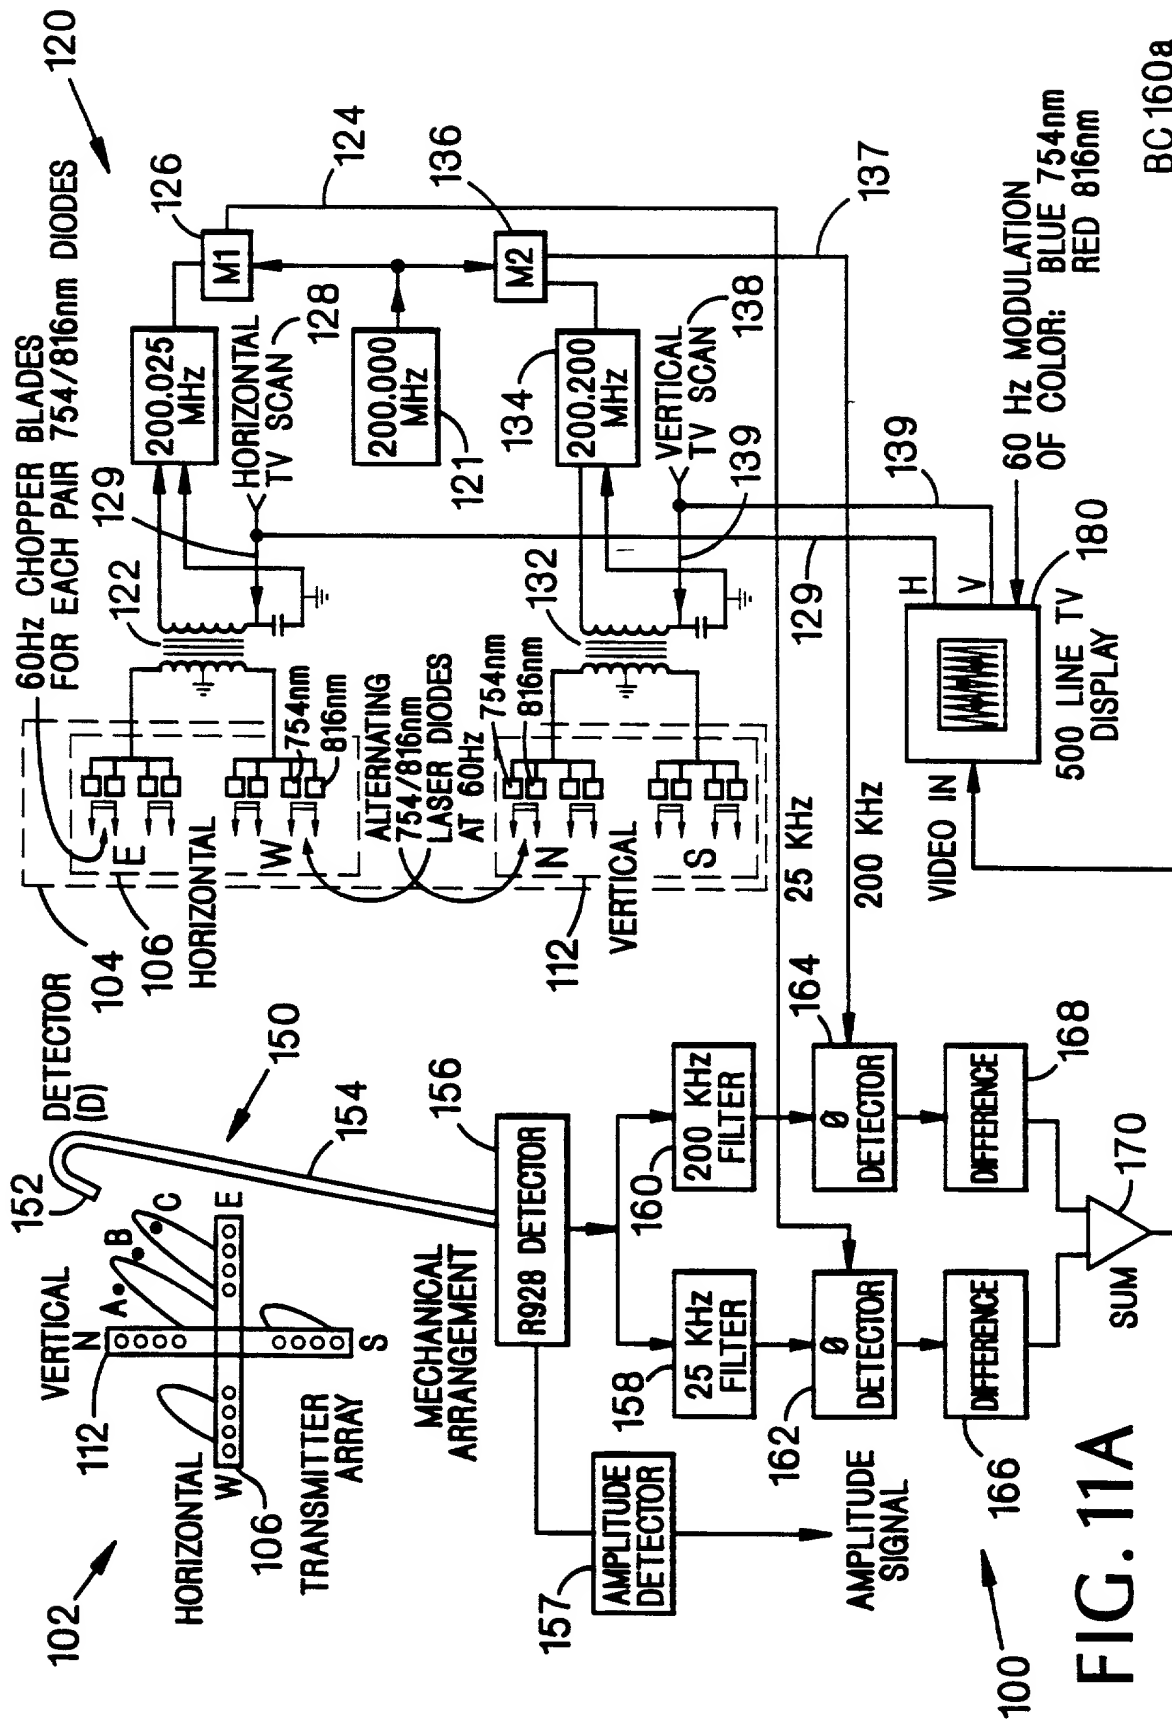 102
VERTICAL
N
112
A
B
C
HORIZONTAL
W
E
106
S
TRANSMITTER
ARRAY
152
DETECTOR
(D)
150
154
MECHANICAL
ARRANGEMENT
104
106
E
HORIZONTAL
W
60Hz CHOPPER BLADES
FOR EACH PAIR 754/816nm DIODES
120
122
129
754nm
816nm
ALTERNATING
754/816nm
LASER DIODES
AT 60Hz
200.025
MHz
HORIZONTAL
TV SCAN
128
126
M1
124
200.000
MHz
121
136
M2
134
200.200
MHz
132
754nm
816nm
N
112
VERTICAL
S
VERTICAL
TV SCAN
138
139
137
25 KHz
200 KHz
129
139
H
V
VIDEO IN
180
500 LINE TV
DISPLAY
60 Hz MODULATION
OF COLOR: BLUE 754nm
RED 816nm
BC 160a
156
R928 DETECTOR
157
AMPLITUDE
DETECTOR
AMPLITUDE
SIGNAL
158
25 KHz
FILTER
160
200 KHz
FILTER
162
Ø
DETECTOR
164
Ø
DETECTOR
166
DIFFERENCE
168
DIFFERENCE
SUM
170
100
FIG. 11A